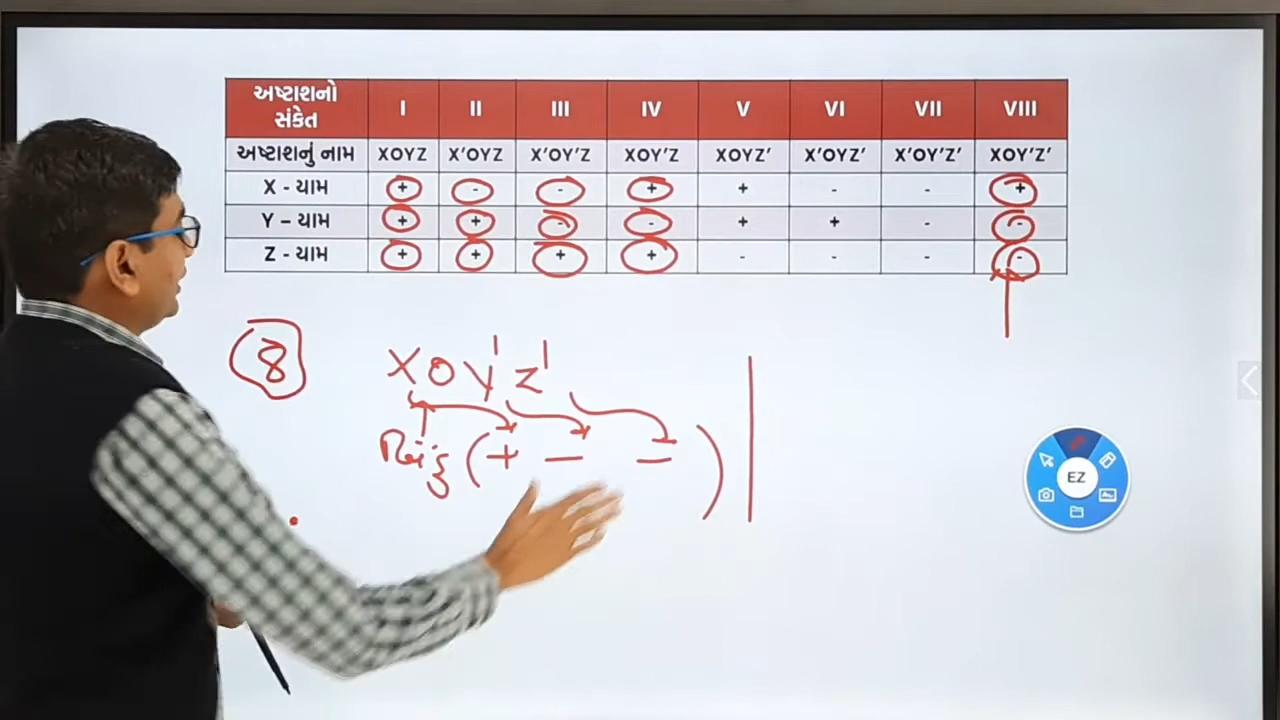 અષ્ટાશનો સંકેત I II III IV V VI VII VIII
અષ્ટાશનું નામ XOYZ X'OYZ X'OY'Z XOY'Z XOYZ' X'OYZ' X'OY'Z' XOY'Z'
X - યામ + - - + + - - +
Y – યામ + + - - + + - -
Z - યામ + + + + - - - -
8 XOY'Z'
( + – – )
EZ